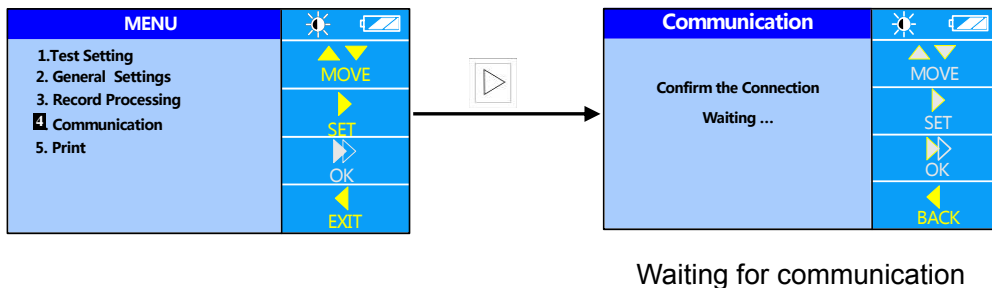 MENU
1.Test Setting
2. General Settings
3. Record Processing
4. Communication
5. Print
MOVE
SET
OK
EXIT
Communication
Confirm the Connection
Waiting ...
MOVE
SET
OK
BACK
Waiting for communication